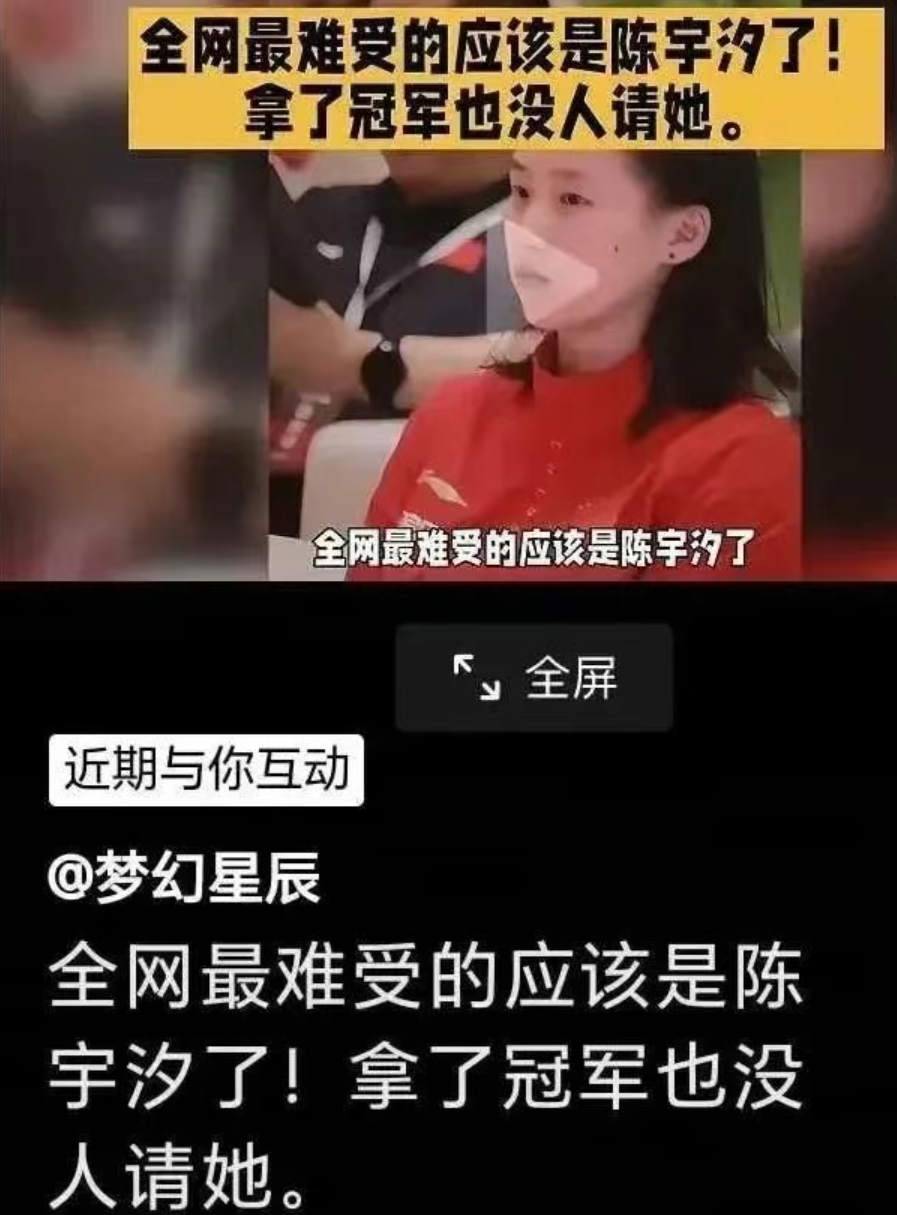 全网最难受的应该是陈宇汐了！
拿了冠军也没人请她。
全网最难受的应该是陈宇汐了
全屏
近期与你互动
@梦幻星辰
全网最难受的应该是陈
宇汐了！拿了冠军也没
人请她。